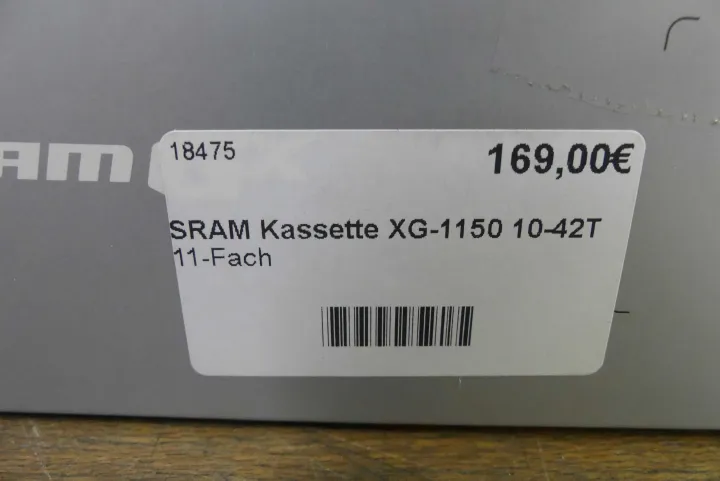 18475
169,00€
SRAM Kassette XG-1150 10-42T
11-Fach